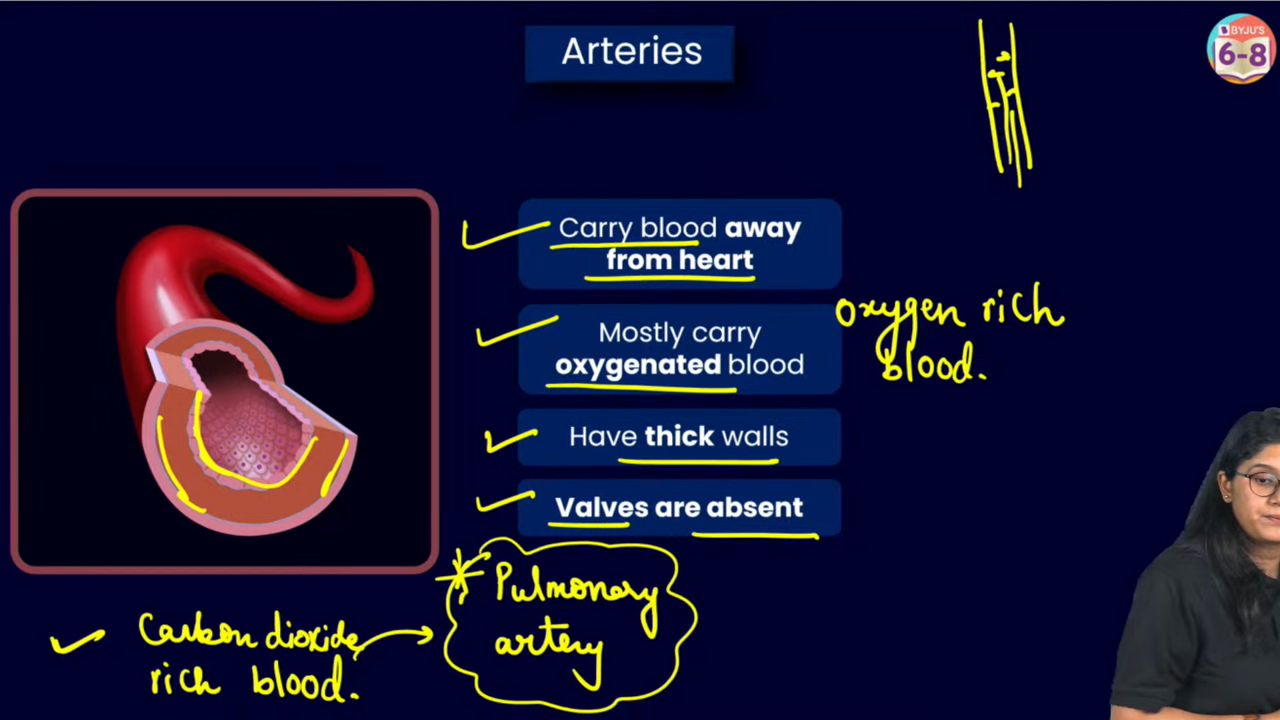 Arteries
BYJU'S
6-8
Carry blood away
from heart
Mostly carry
oxygenated blood
oxygen rich
blood.
Have thick walls
Valves are absent
Pulmonary
artery
Carbon dioxide
rich blood.